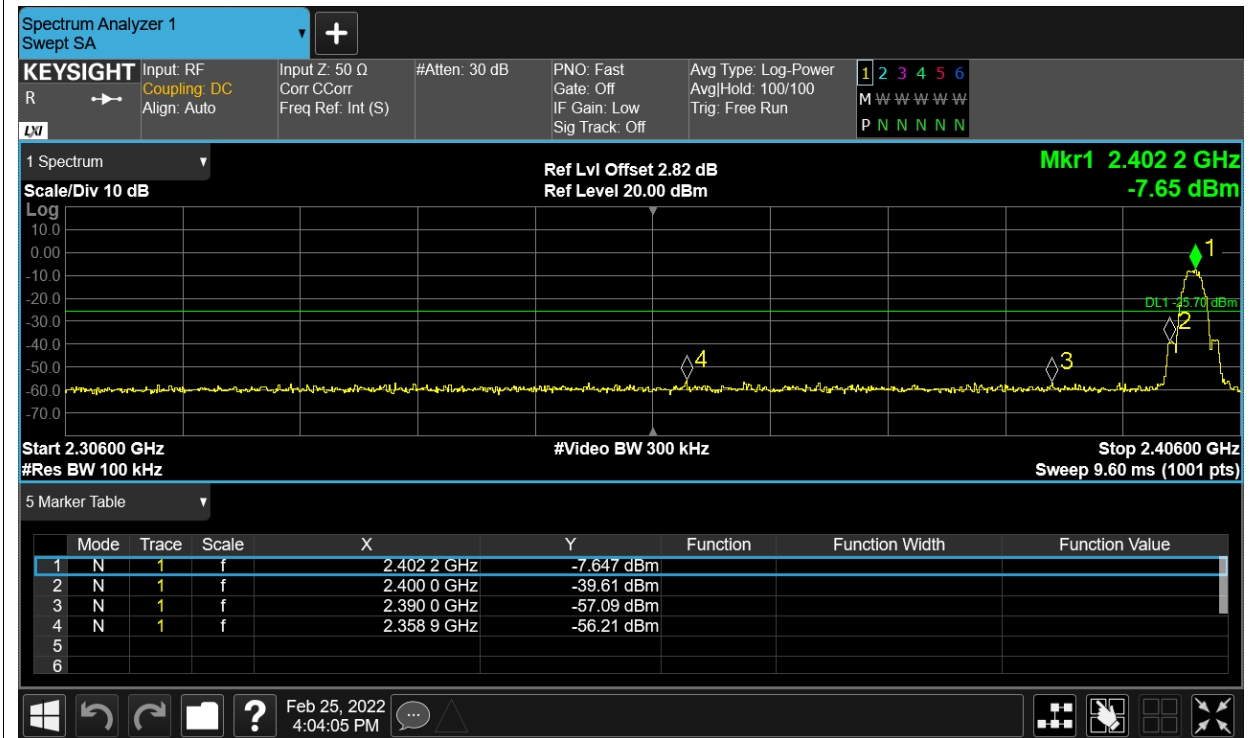 Spectrum Analyzer 1
Swept SA
KEYSIGHT Input: RF Input Z: 50 Ω #Atten: 30 dB PNO: Fast Avg Type: Log-Power 1 2 3 4 5 6
R Coupling: DC Corr CCorr Gate: Off Avg|Hold: 100/100 M W W W W W W
Align: Auto Freq Ref: Int (S) IF Gain: Low Trig: Free Run
LXI Sig Track: Off P N N N N N N
1 Spectrum Ref Lvl Offset 2.82 dB Mkr1 2.402 2 GHz
Scale/Div 10 dB Ref Level 20.00 dBm -7.65 dBm
Log
10.0
0.00 1
-10.0
-20.0 DL1 -25.70 dBm
-30.0 2
-40.0
-50.0 4 3
-60.0
-70.0
Start 2.30600 GHz #Video BW 300 kHz Stop 2.40600 GHz
#Res BW 100 kHz Sweep 9.60 ms (1001 pts)
5 Marker Table
Mode Trace Scale X Y Function Function Width Function Value
1 N 1 f 2.402 2 GHz -7.647 dBm
2 N 1 f 2.400 0 GHz -39.61 dBm
3 N 1 f 2.390 0 GHz -57.09 dBm
4 N 1 f 2.358 9 GHz -56.21 dBm
5
6
? Feb 25, 2022
4:04:05 PM